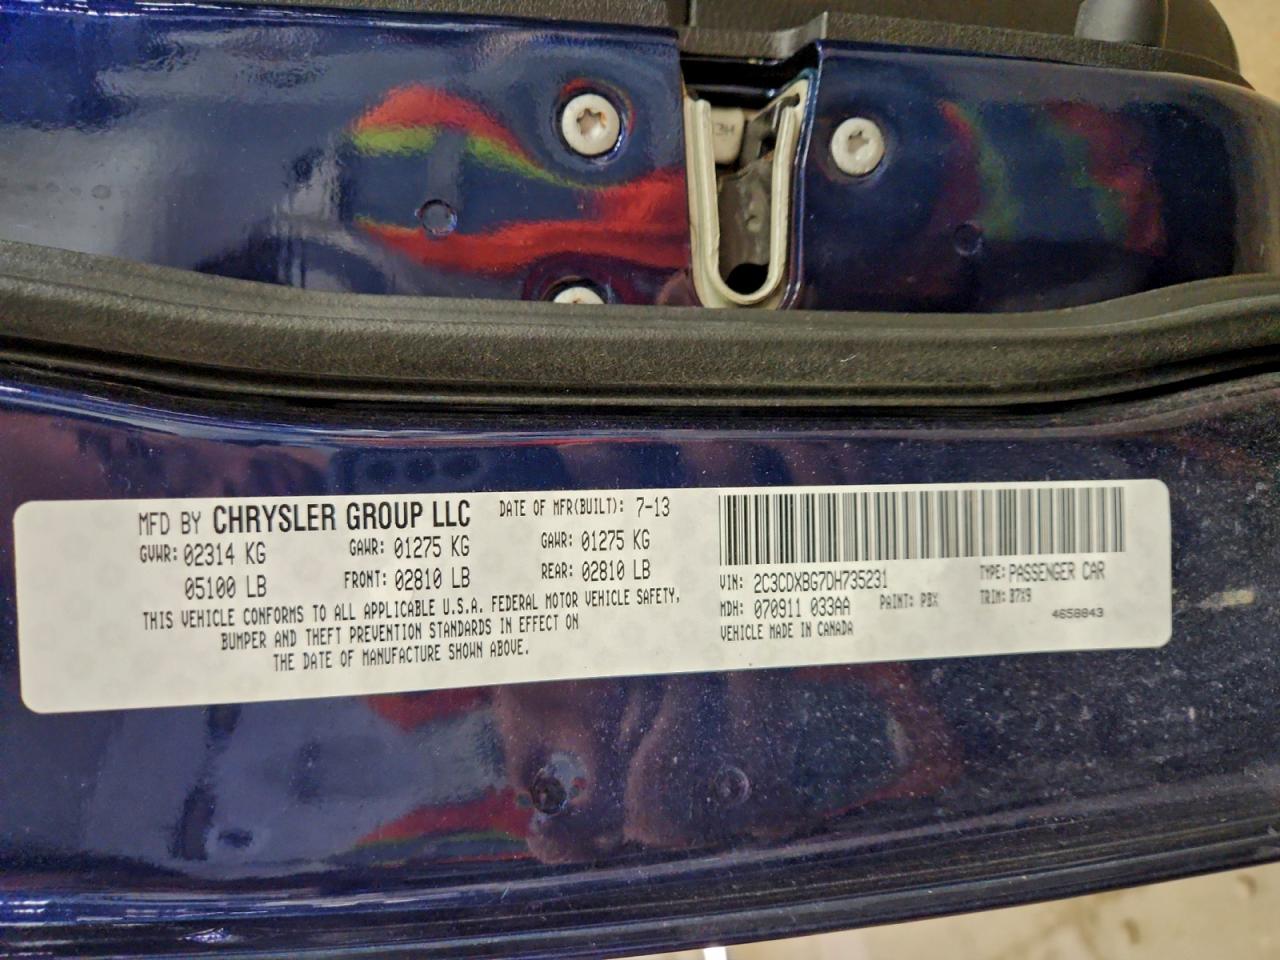 MFD BY CHRYSLER GROUP LLC DATE OF MFR(BUILT): 7-13
GVWR: 02314 KG GAWR: 01275 KG GAWR: 01275 KG
05100 LB FRONT: 02810 LB REAR: 02810 LB
THIS VEHICLE CONFORMS TO ALL APPLICABLE U.S.A. FEDERAL MOTOR VEHICLE SAFETY,
BUMPER AND THEFT PREVENTION STANDARDS IN EFFECT ON
THE DATE OF MANUFACTURE SHOWN ABOVE.
VIN: 2C3CDXBG7DH735231 TYPE: PASSENGER CAR
MDH: 070911 033AA PAINT: PBX TRIM: B7X9
VEHICLE MADE IN CANADA 4658843